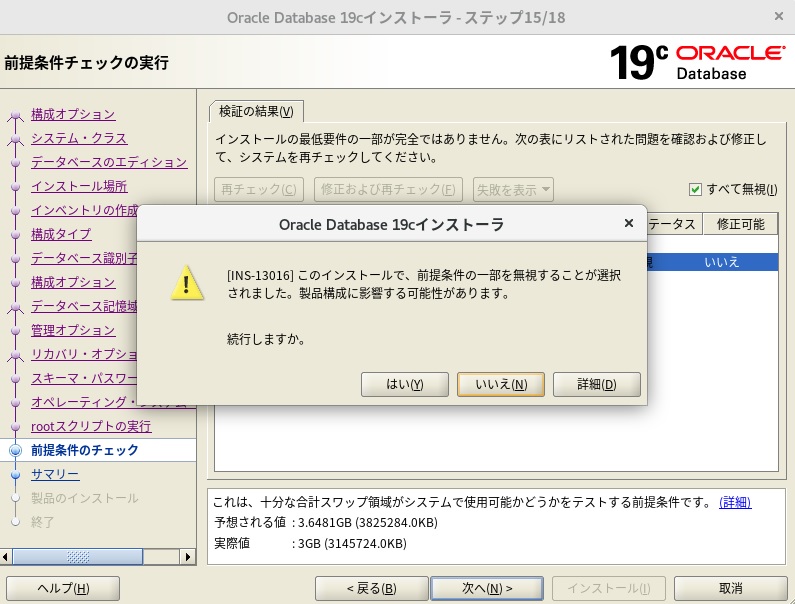 Oracle Database 19cインストーラ - ステップ15/18
前提条件チェックの実行
19c ORACLE
Database
構成オプション
システム・クラス
データベースのエディション
インストール場所
インベントリの作成
構成タイプ
データベース識別子
構成オプション
データベース記憶域
管理オプション
リカバリ・オプショ
スキーマ・パスワー
オペレーティング・システム
rootスクリプトの実行
前提条件のチェック
サマリー
製品のインストール
終了
検証の結果(V)
インストールの最低要件の一部が完全ではありません。次の表にリストされた問題を確認および修正し
て、システムを再チェックしてください。
再チェック(C) 修正および再チェック(F) 失敗を表示 すべて無視(I)
テータス 修正可能
いいえ
Oracle Database 19cインストーラ
[INS-13016] このインストールで、前提条件の一部を無視することが選択
されました。製品構成に影響する可能性があります。
続行しますか。
はい(Y) いいえ(N) 詳細(D)
これは、十分な合計スワップ領域がシステムで使用可能かどうかをテストする前提条件です。 (詳細)
予想される値 : 3.6481GB (3825284.0KB)
実際値 : 3GB (3145724.0KB)
ヘルプ(H) < 戻る(B) 次へ(N) > インストール(I) 取消